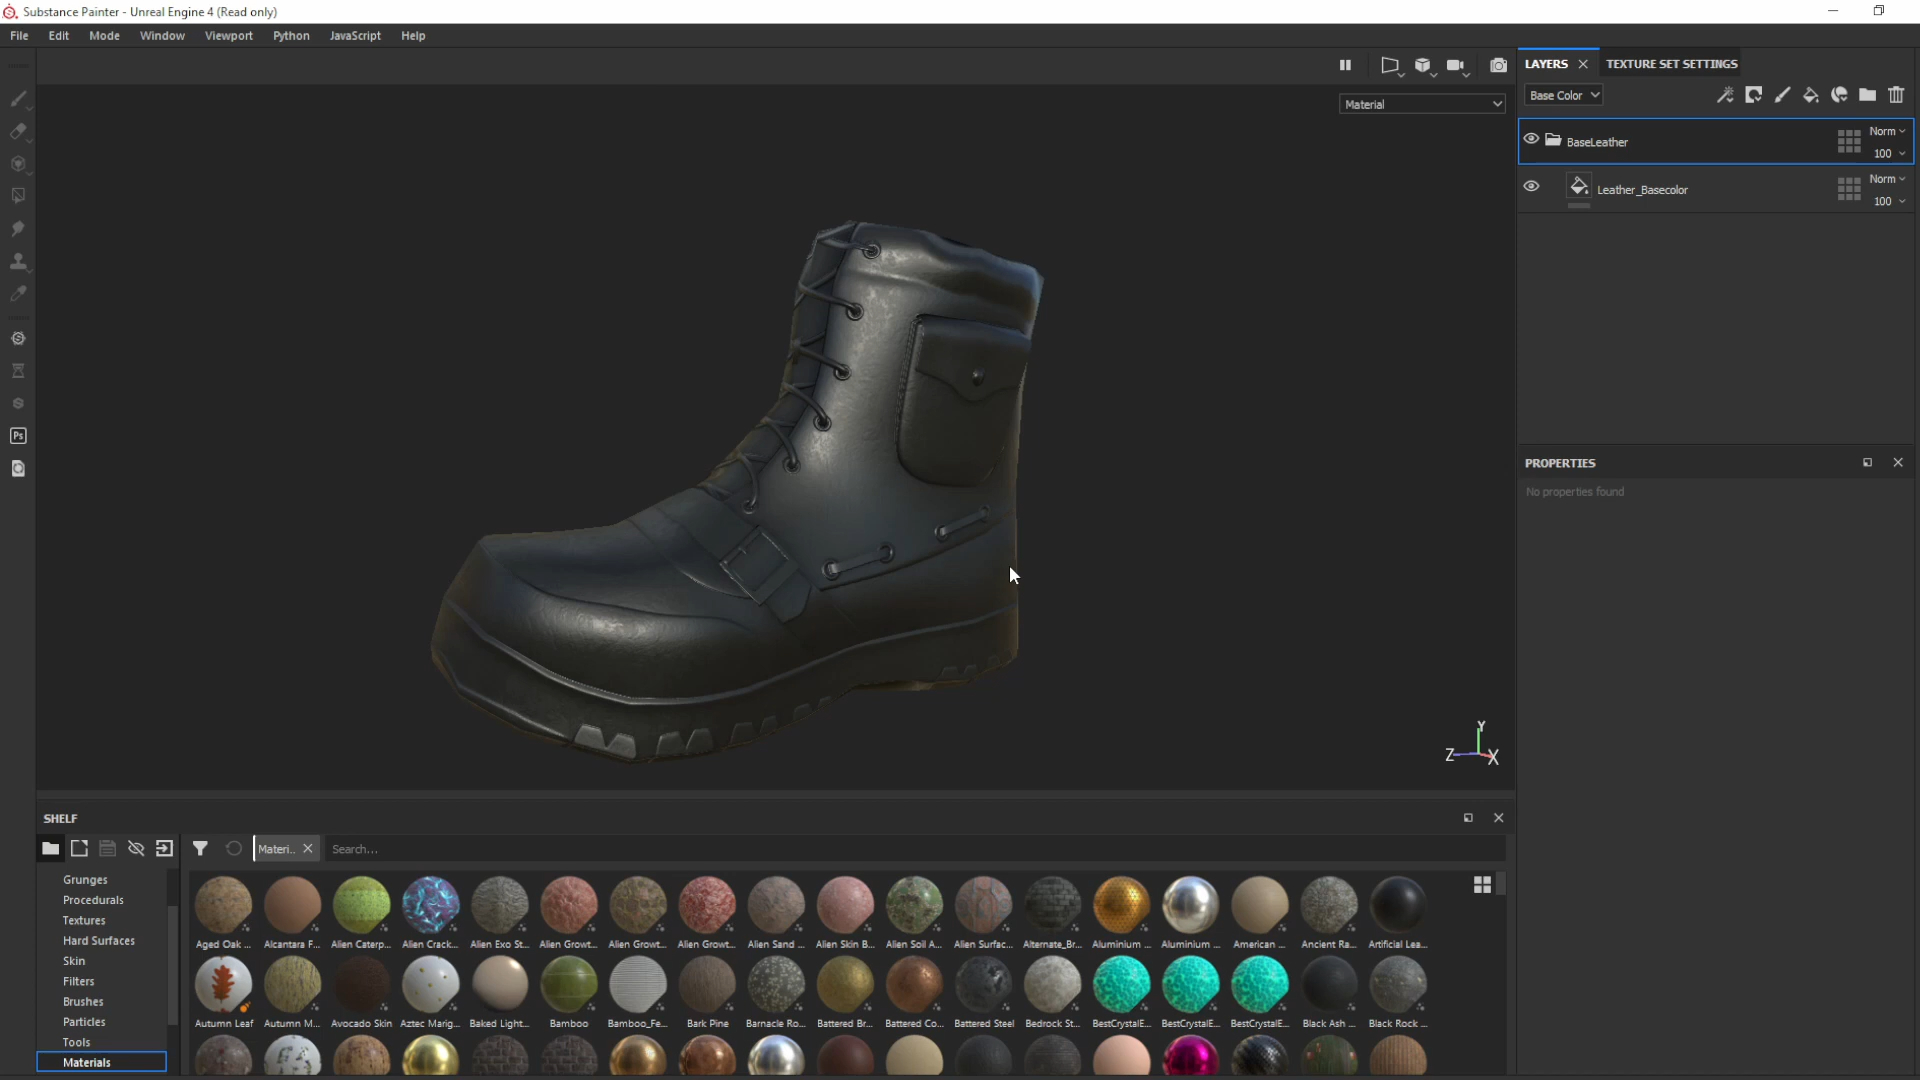 Substance Painter - Unreal Engine 4 (Read only)
File Edit Mode Window Viewport Python JavaScript Help
LAYERS TEXTURE SET SETTINGS
Base Color
Material
BaseLeather Norm 100
Leather_Basecolor Norm 100
Ps
PROPERTIES
No properties found
Y
Z X
SHELF
Materi.. Search...
Grunges
Procedurals
Textures
Hard Surfaces
Skin
Filters
Brushes
Particles
Tools
Materials
Aged Oak ... Alcantara F... Alien Caterp... Alien Crack... Alien Exo St... Alien Growt... Alien Growt... Alien Growt... Alien Sand ... Alien Skin B... Alien Soil A... Alien Surfac... Alternate_Br... Aluminium ... Aluminium ... American ... Ancient Ra... Artificial Lea...
Autumn Leaf Autumn M... Avocado Skin Aztec Marig... Baked Light... Bamboo Bamboo_Fe... Bark Pine Barnacle Ro... Battered Br... Battered Co... Battered Steel Bedrock St... BestCrystalE... BestCrystalE... BestCrystalE... Black Ash ... Black Rock ...